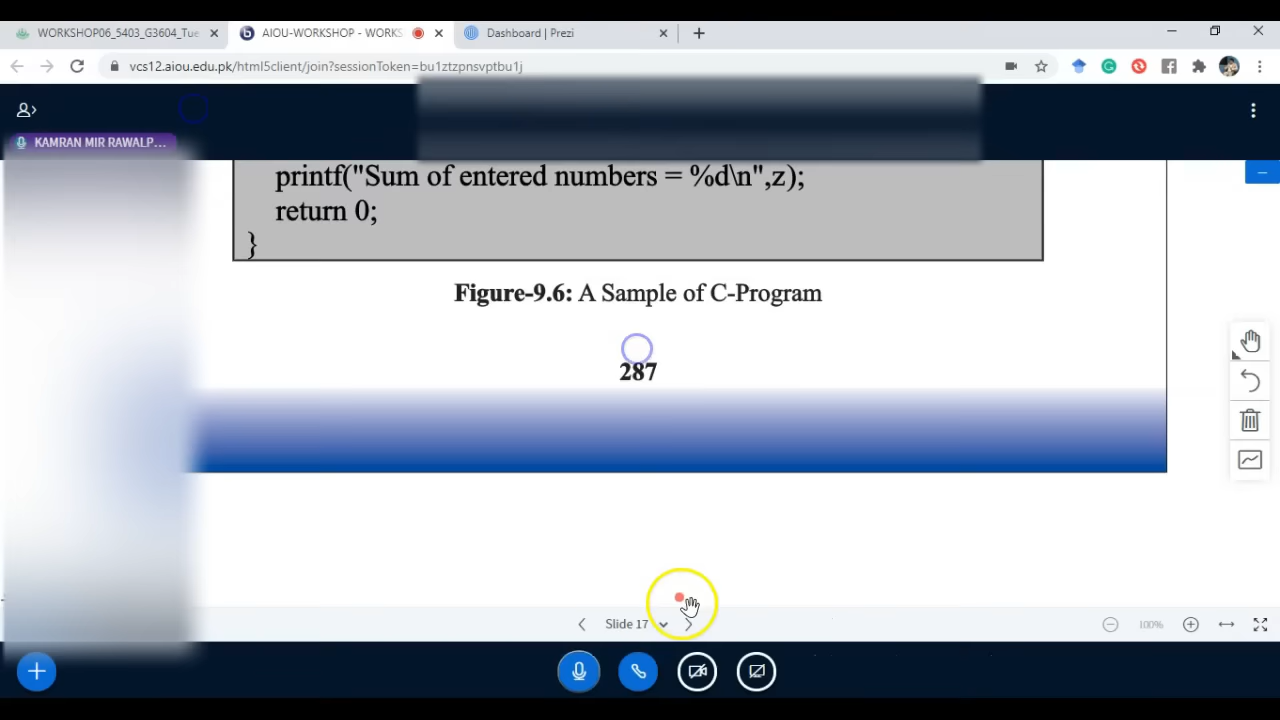 WORKSHOP06_5403_G3604_Tue
AIOU-WORKSHOP - WORKS
Dashboard | Prezi
vcs12.aiou.edu.pk/html5client/join?sessionToken=bu1ztzpnsvptbu1j
KAMRAN MIR RAWALP...
printf("Sum of entered numbers = %d\n",z);
return 0;
}
Figure-9.6: A Sample of C-Program
287
Slide 17
100%